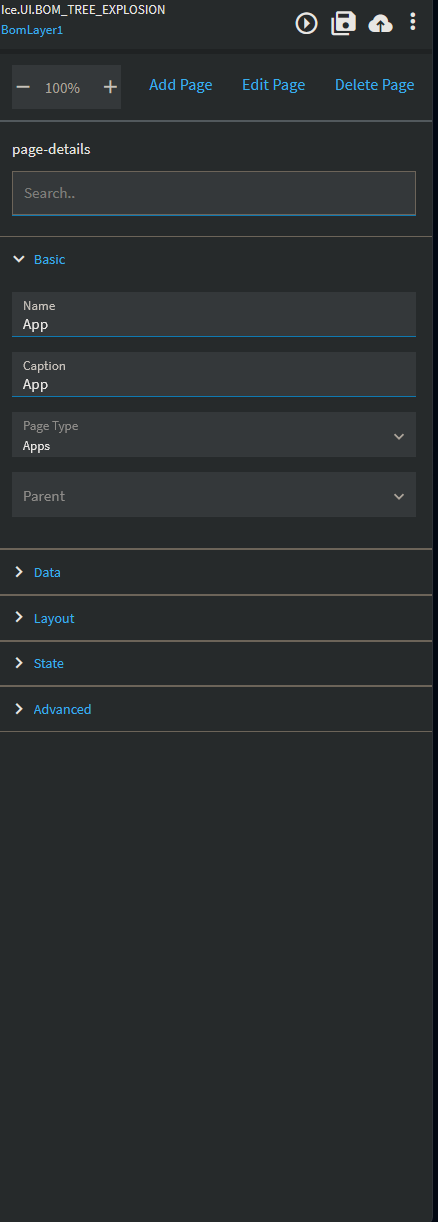 Ice.UI.BOM_TREE_EXPLOSION
BomLayer1
100%
Add Page
Edit Page
Delete Page
page-details
Search..
Basic
Name
App
Caption
App
Page Type
Apps
Parent
Data
Layout
State
Advanced